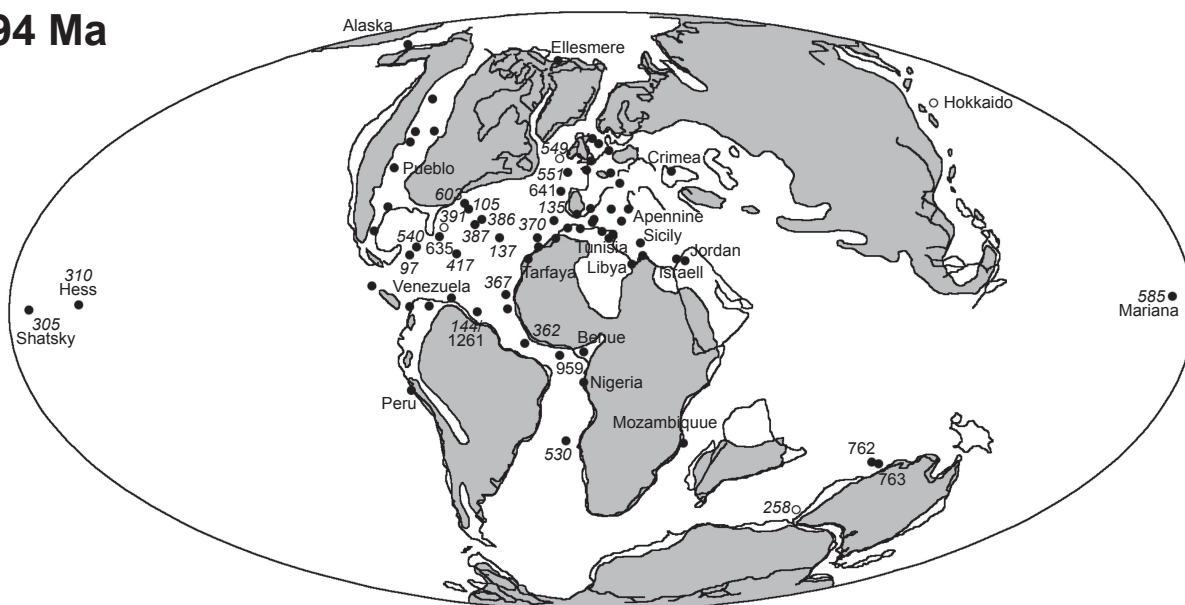 94 Ma
Alaska
Ellesmere
Hokkaido
549
Crimea
Pueblo
551
641
603
105
135
391
386
370
Apennine
540
635
387
137
Tunisia
Sicily
97
417
Tarfaya
Libya
Jordan
Israell
310
Hess
367
Venezuela
585
Mariana
305
Shatsky
144/
1261
362
Benue
959
Nigeria
Peru
Mozambiquue
530
762
763
258